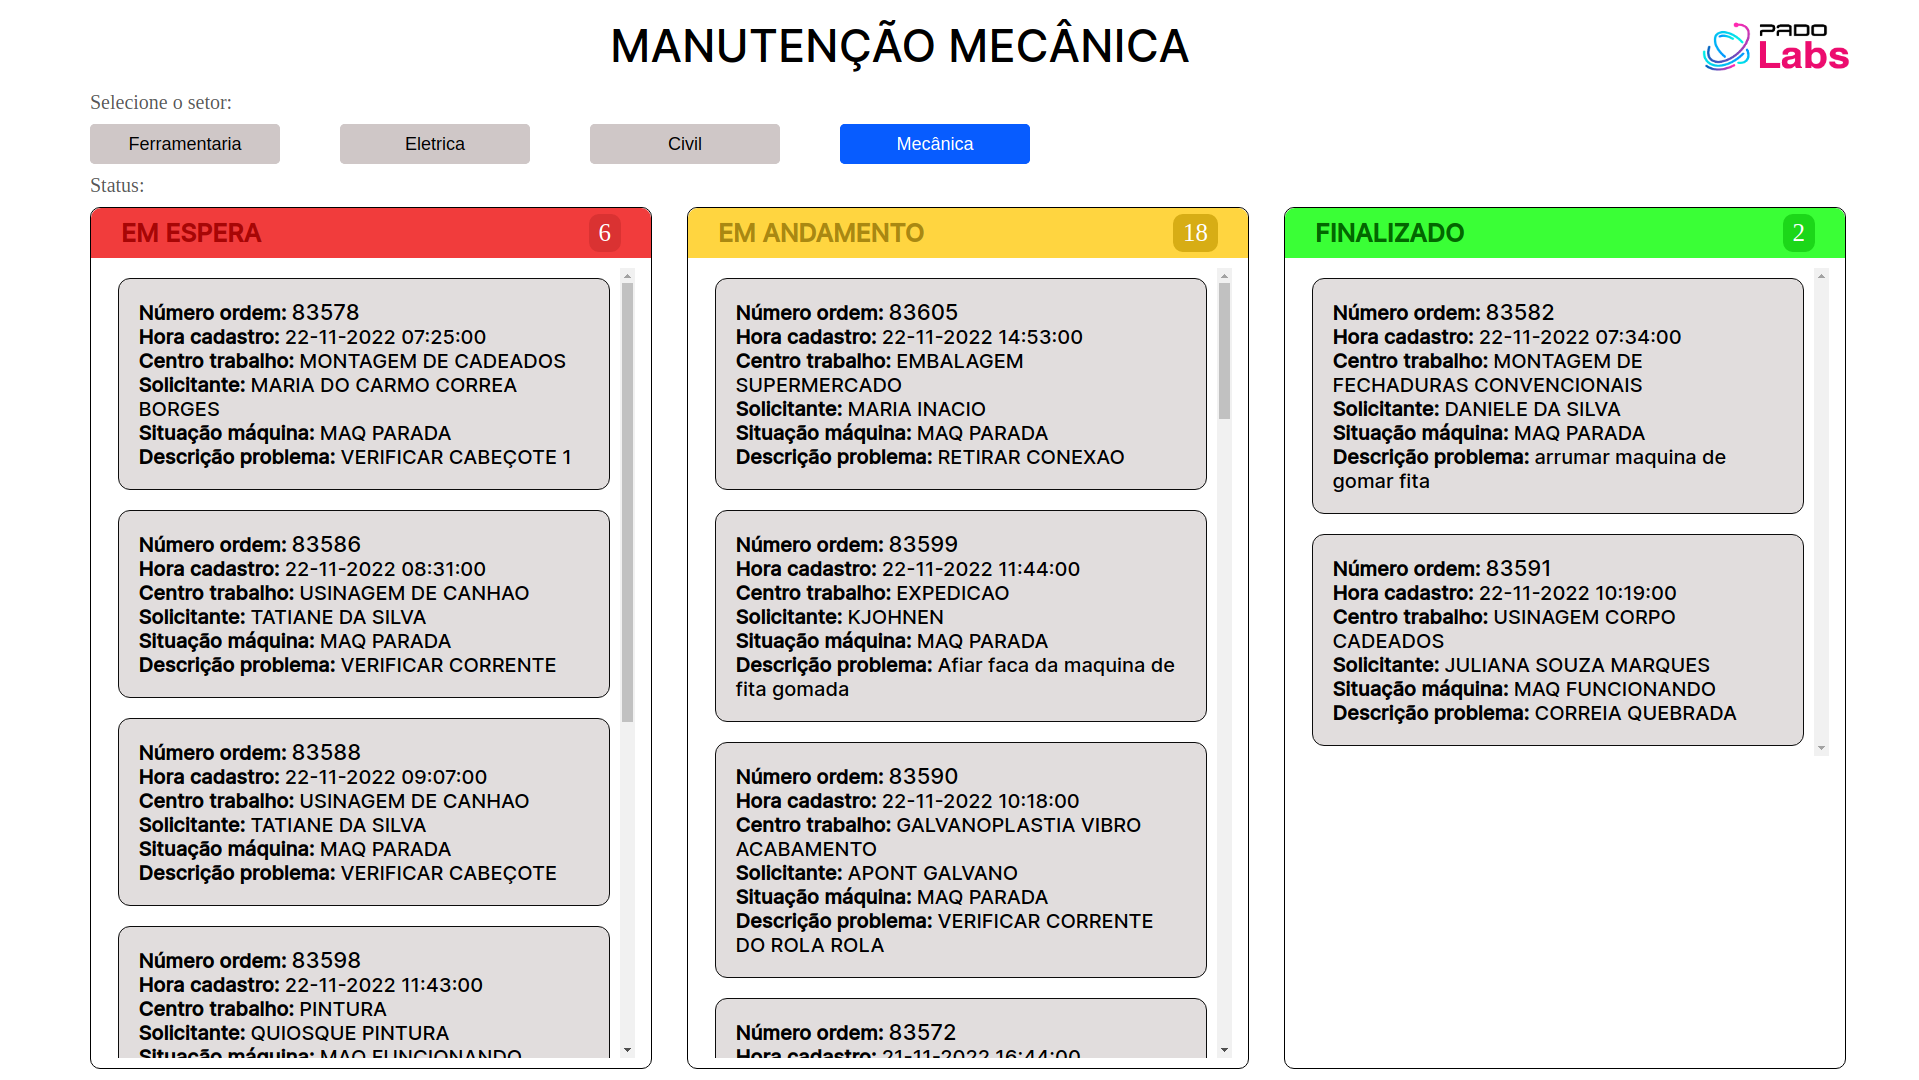 MANUTENÇÃO MECÂNICA
PADO
Labs
Selecione o setor:
Ferramentaria
Eletrica
Civil
Mecânica
Status:
EM ESPERA
6
Número ordem: 83578
Hora cadastro: 22-11-2022 07:25:00
Centro trabalho: MONTAGEM DE CADEADOS
Solicitante: MARIA DO CARMO CORREA
BORGES
Situação máquina: MAQ PARADA
Descrição problema: VERIFICAR CABEÇOTE 1
Número ordem: 83586
Hora cadastro: 22-11-2022 08:31:00
Centro trabalho: USINAGEM DE CANHAO
Solicitante: TATIANE DA SILVA
Situação máquina: MAQ PARADA
Descrição problema: VERIFICAR CORRENTE
Número ordem: 83588
Hora cadastro: 22-11-2022 09:07:00
Centro trabalho: USINAGEM DE CANHAO
Solicitante: TATIANE DA SILVA
Situação máquina: MAQ PARADA
Descrição problema: VERIFICAR CABEÇOTE
Número ordem: 83598
Hora cadastro: 22-11-2022 11:43:00
Centro trabalho: PINTURA
Solicitante: QUIOSQUE PINTURA
Situação máquina: MAQ FUNCIONANDO
EM ANDAMENTO
18
Número ordem: 83605
Hora cadastro: 22-11-2022 14:53:00
Centro trabalho: EMBALAGEM
SUPERMERCADO
Solicitante: MARIA INACIO
Situação máquina: MAQ PARADA
Descrição problema: RETIRAR CONEXAO
Número ordem: 83599
Hora cadastro: 22-11-2022 11:44:00
Centro trabalho: EXPEDICAO
Solicitante: KJOHNEN
Situação máquina: MAQ PARADA
Descrição problema: Afiar faca da maquina de
fita gomada
Número ordem: 83590
Hora cadastro: 22-11-2022 10:18:00
Centro trabalho: GALVANOPLASTIA VIBRO
ACABAMENTO
Solicitante: APONT GALVANO
Situação máquina: MAQ PARADA
Descrição problema: VERIFICAR CORRENTE
DO ROLA ROLA
Número ordem: 83572
Hora cadastro: 21-11-2022 16:44:00
FINALIZADO
2
Número ordem: 83582
Hora cadastro: 22-11-2022 07:34:00
Centro trabalho: MONTAGEM DE
FECHADURAS CONVENCIONAIS
Solicitante: DANIELE DA SILVA
Situação máquina: MAQ PARADA
Descrição problema: arrumar maquina de
gomar fita
Número ordem: 83591
Hora cadastro: 22-11-2022 10:19:00
Centro trabalho: USINAGEM CORPO
CADEADOS
Solicitante: JULIANA SOUZA MARQUES
Situação máquina: MAQ FUNCIONANDO
Descrição problema: CORREIA QUEBRADA